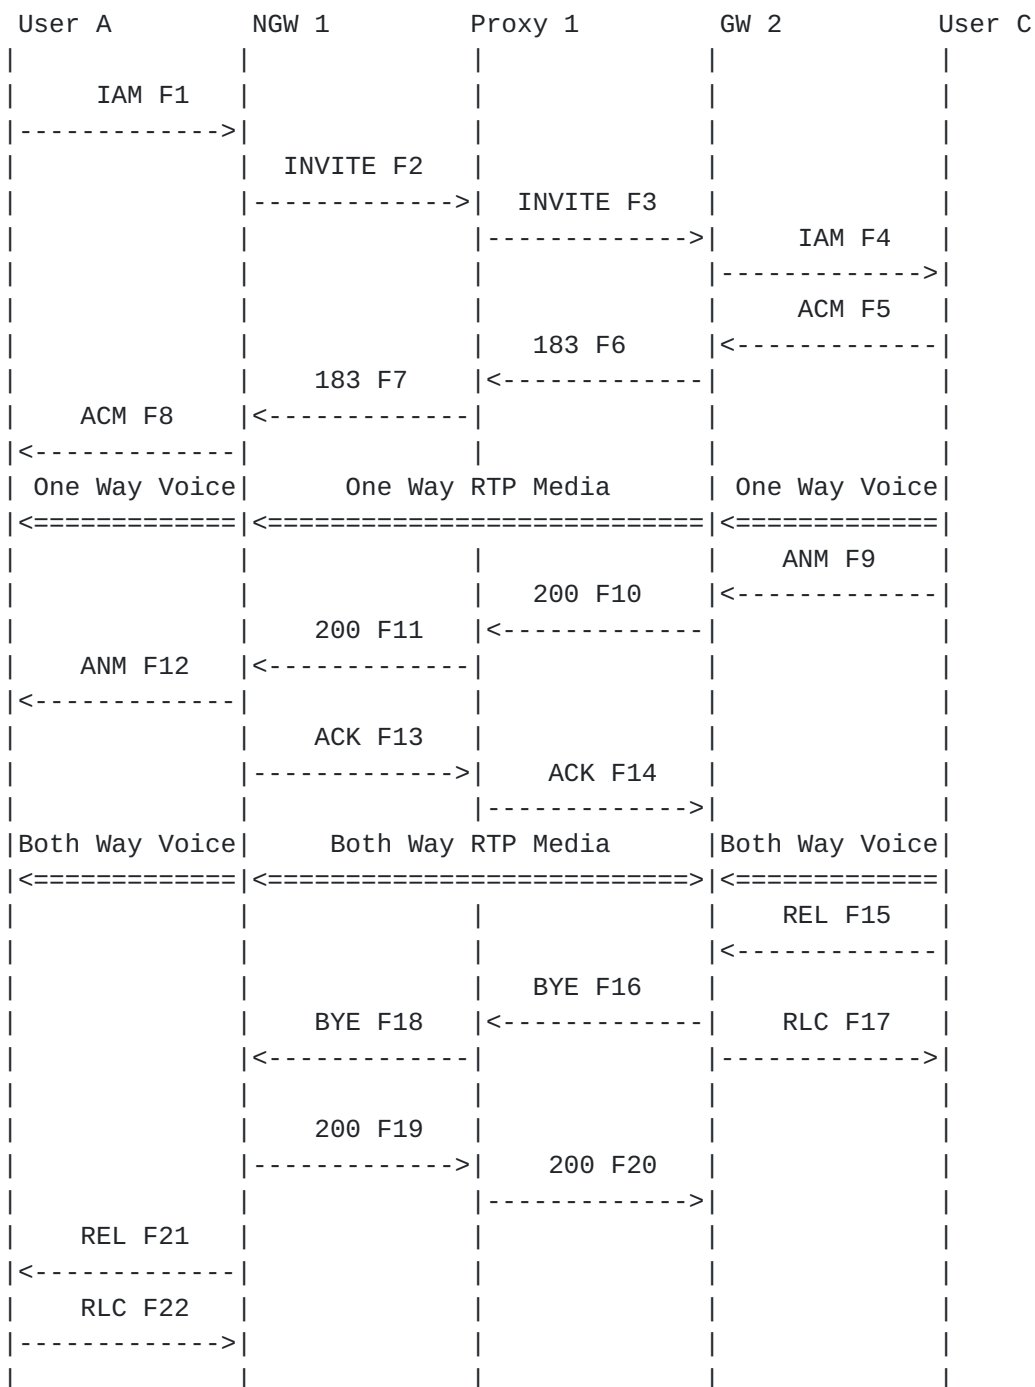 User A NGW 1 Proxy 1 GW 2 User C
IAM F1
INVITE F2
INVITE F3
IAM F4
ACM F5
183 F6
183 F7
ACM F8
One Way Voice One Way RTP Media One Way Voice
ANM F9
200 F10
200 F11
ANM F12
ACK F13
ACK F14
Both Way Voice Both Way RTP Media Both Way Voice
REL F15
BYE F16
BYE F18 RLC F17
200 F19
200 F20
REL F21
RLC F22